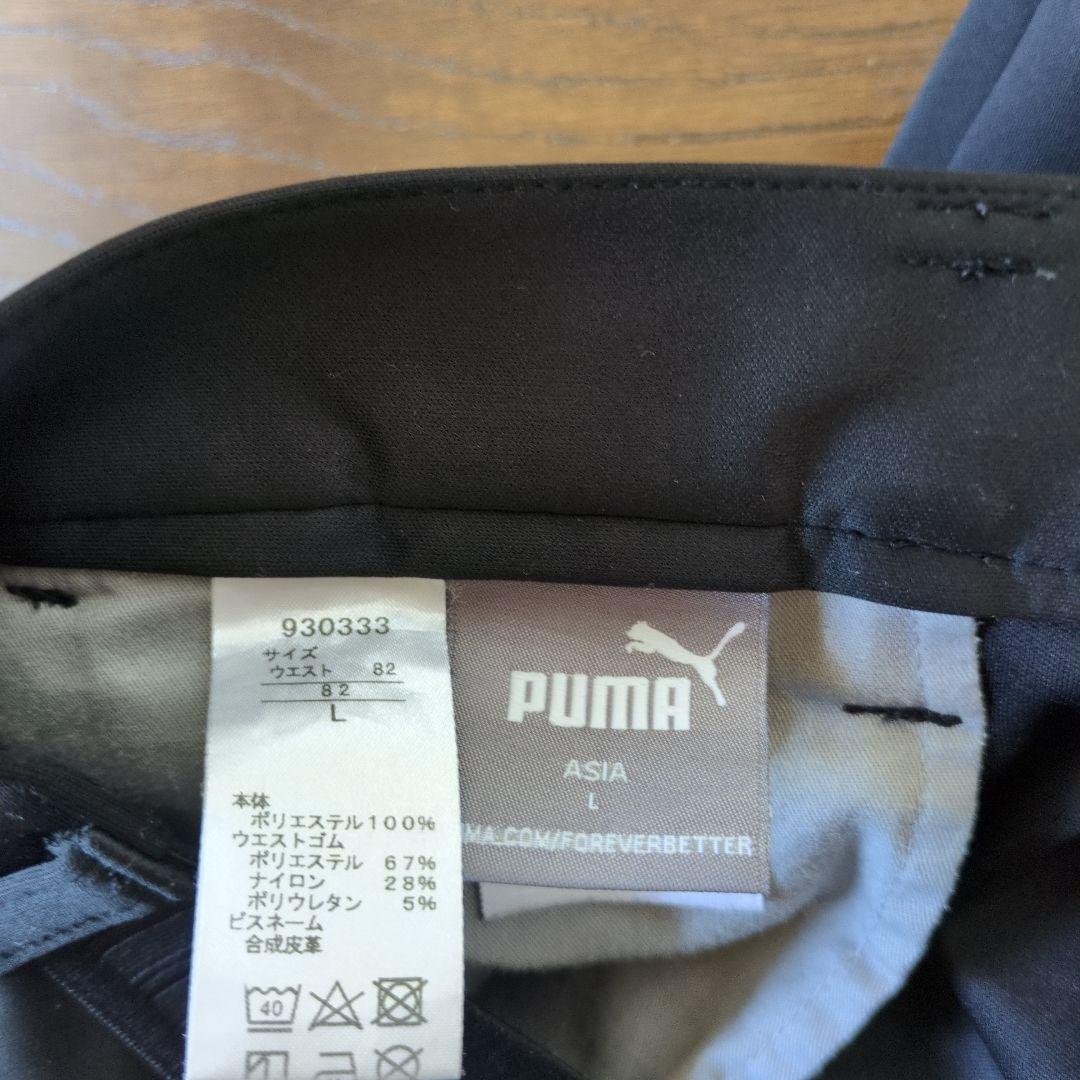 930333
サイズ
ウエスト 82
82
L
本体
ポリエステル100%
ウエストゴム
ポリエステル 67%
ナイロン 28%
ポリウレタン 5%
ピスネーム
合成皮革
40
PUMA
ASIA
L
MA.COM/FOREVERBETTER